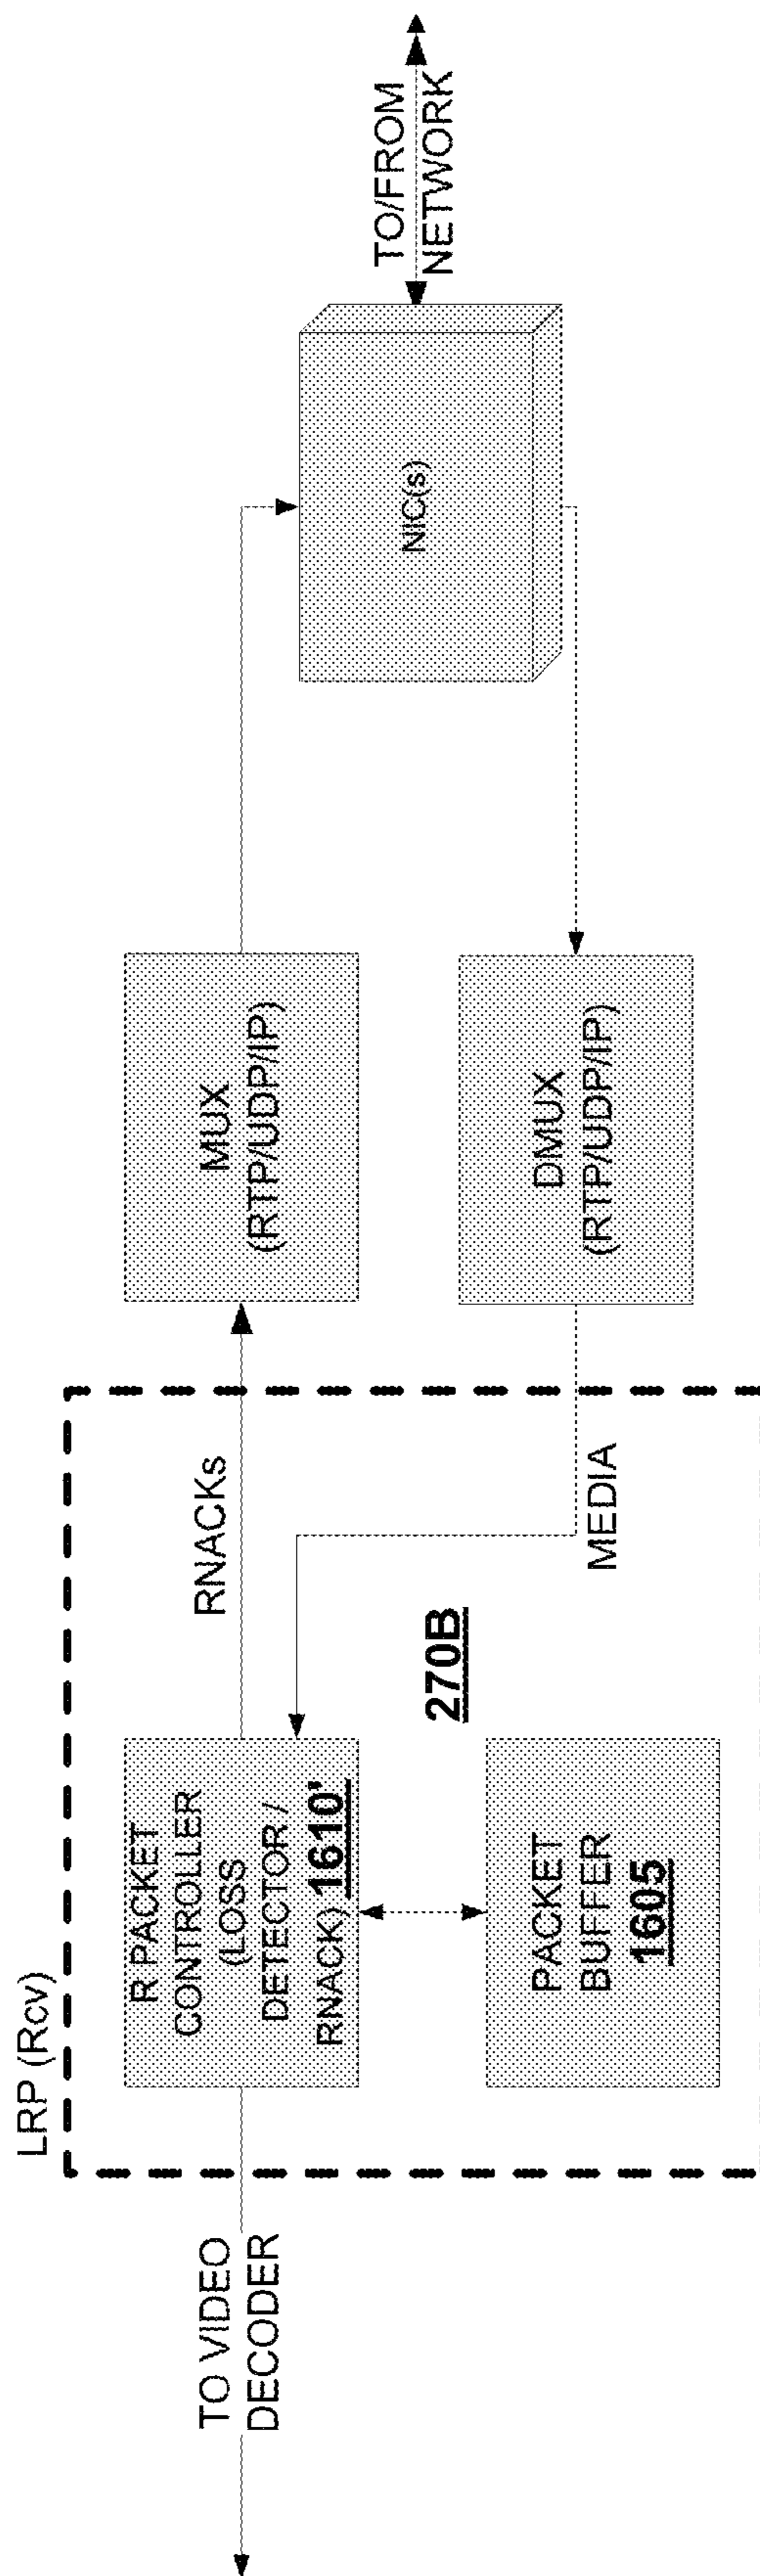 LRP (Rcv)
TO VIDEO
DECODER
R PACKET
CONTROLLER
(LOSS
DETECTOR /
RNACK) 1610'
PACKET
BUFFER
1605
270B
RNACKs
MEDIA
MUX
(RTP/UDP/IP)
DMUX
(RTP/UDP/IP)
NIC(s)
TO/FROM
NETWORK